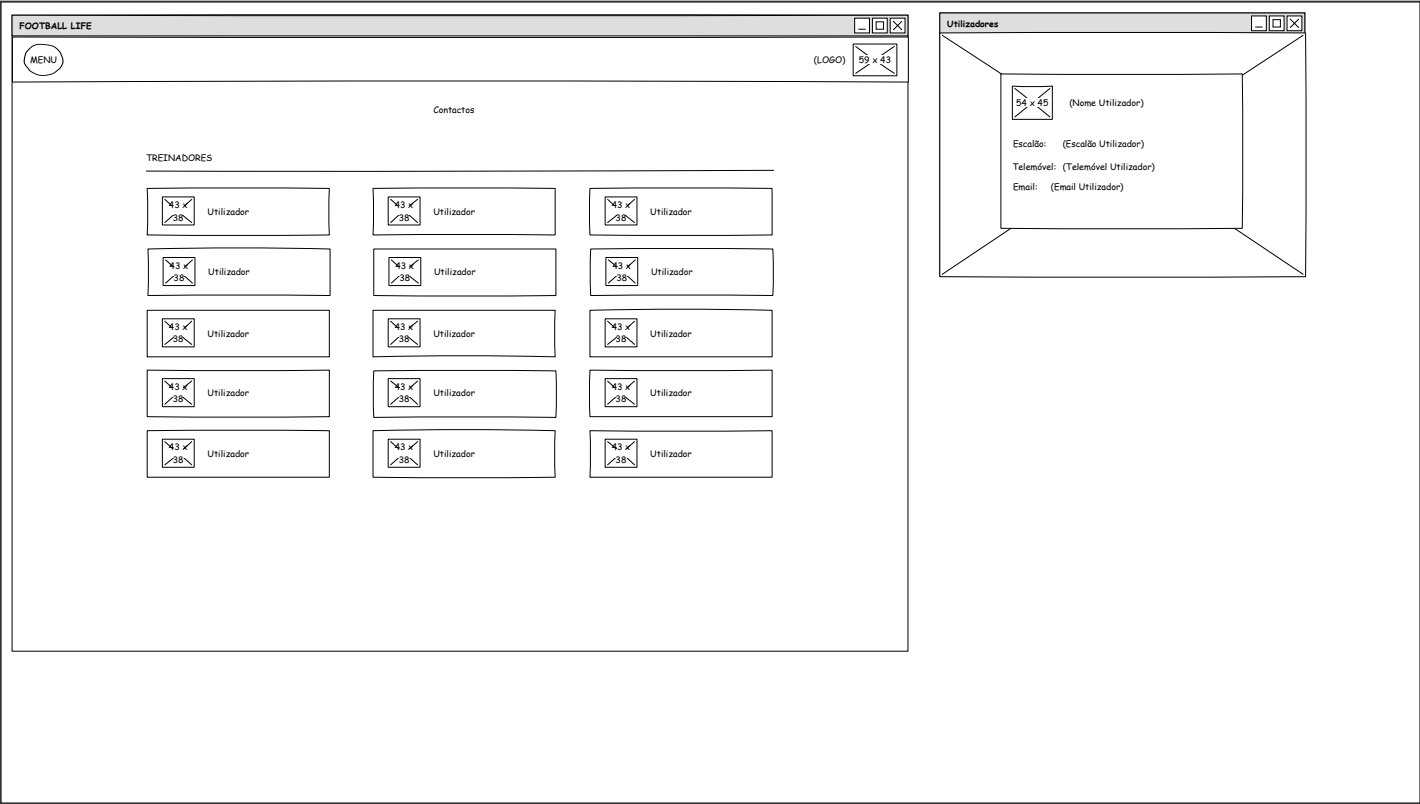 FOOTBALL LIFE
MENU
(LOGO) 59 x 43
Contactos
TREINADORES
43 x
38
Utilizador
43 x
38
Utilizador
43 x
38
Utilizador
43 x
38
Utilizador
43 x
38
Utilizador
43 x
38
Utilizador
43 x
38
Utilizador
43 x
38
Utilizador
43 x
38
Utilizador
43 x
38
Utilizador
43 x
38
Utilizador
43 x
38
Utilizador
43 x
38
Utilizador
43 x
38
Utilizador
43 x
38
Utilizador
Utilizadores
54 x 45 (Nome Utilizador)
Escalão: (Escalão Utilizador)
Telemóvel: (Telemóvel Utilizador)
Email: (Email Utilizador)